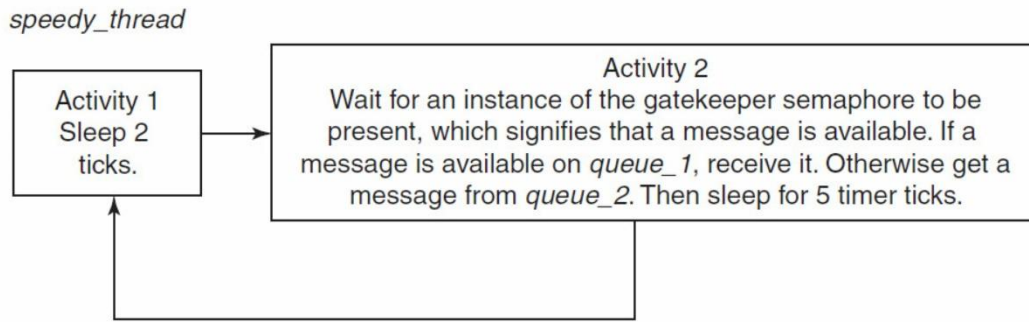 speedy_thread
Activity 1
Sleep 2
ticks.
Activity 2
Wait for an instance of the gatekeeper semaphore to be
present, which signifies that a message is available. If a
message is available on queue_1, receive it. Otherwise get a
message from queue_2. Then sleep for 5 timer ticks.